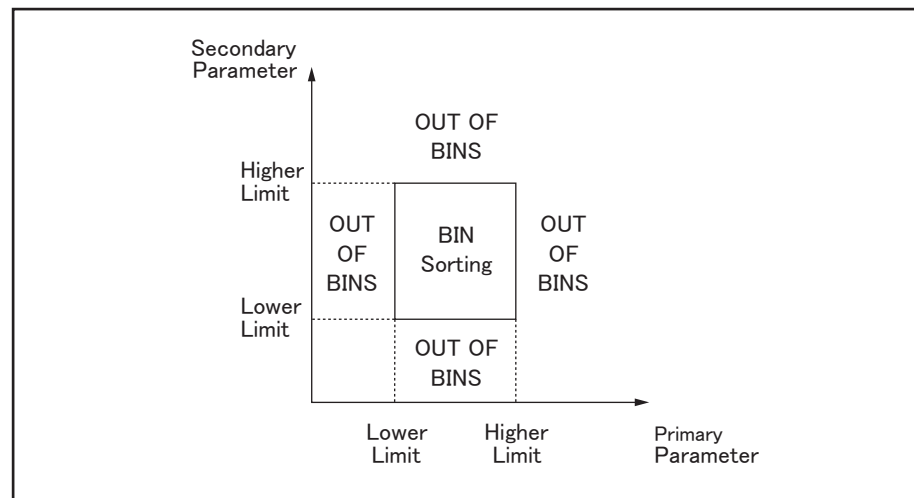 Secondary
Parameter
OUT OF
BINS
Higher
Limit
OUT
OF
BINS
BIN
Sorting
OUT
OF
BINS
Lower
Limit
OUT OF
BINS
Lower
Limit
Higher
Limit
Primary
Parameter